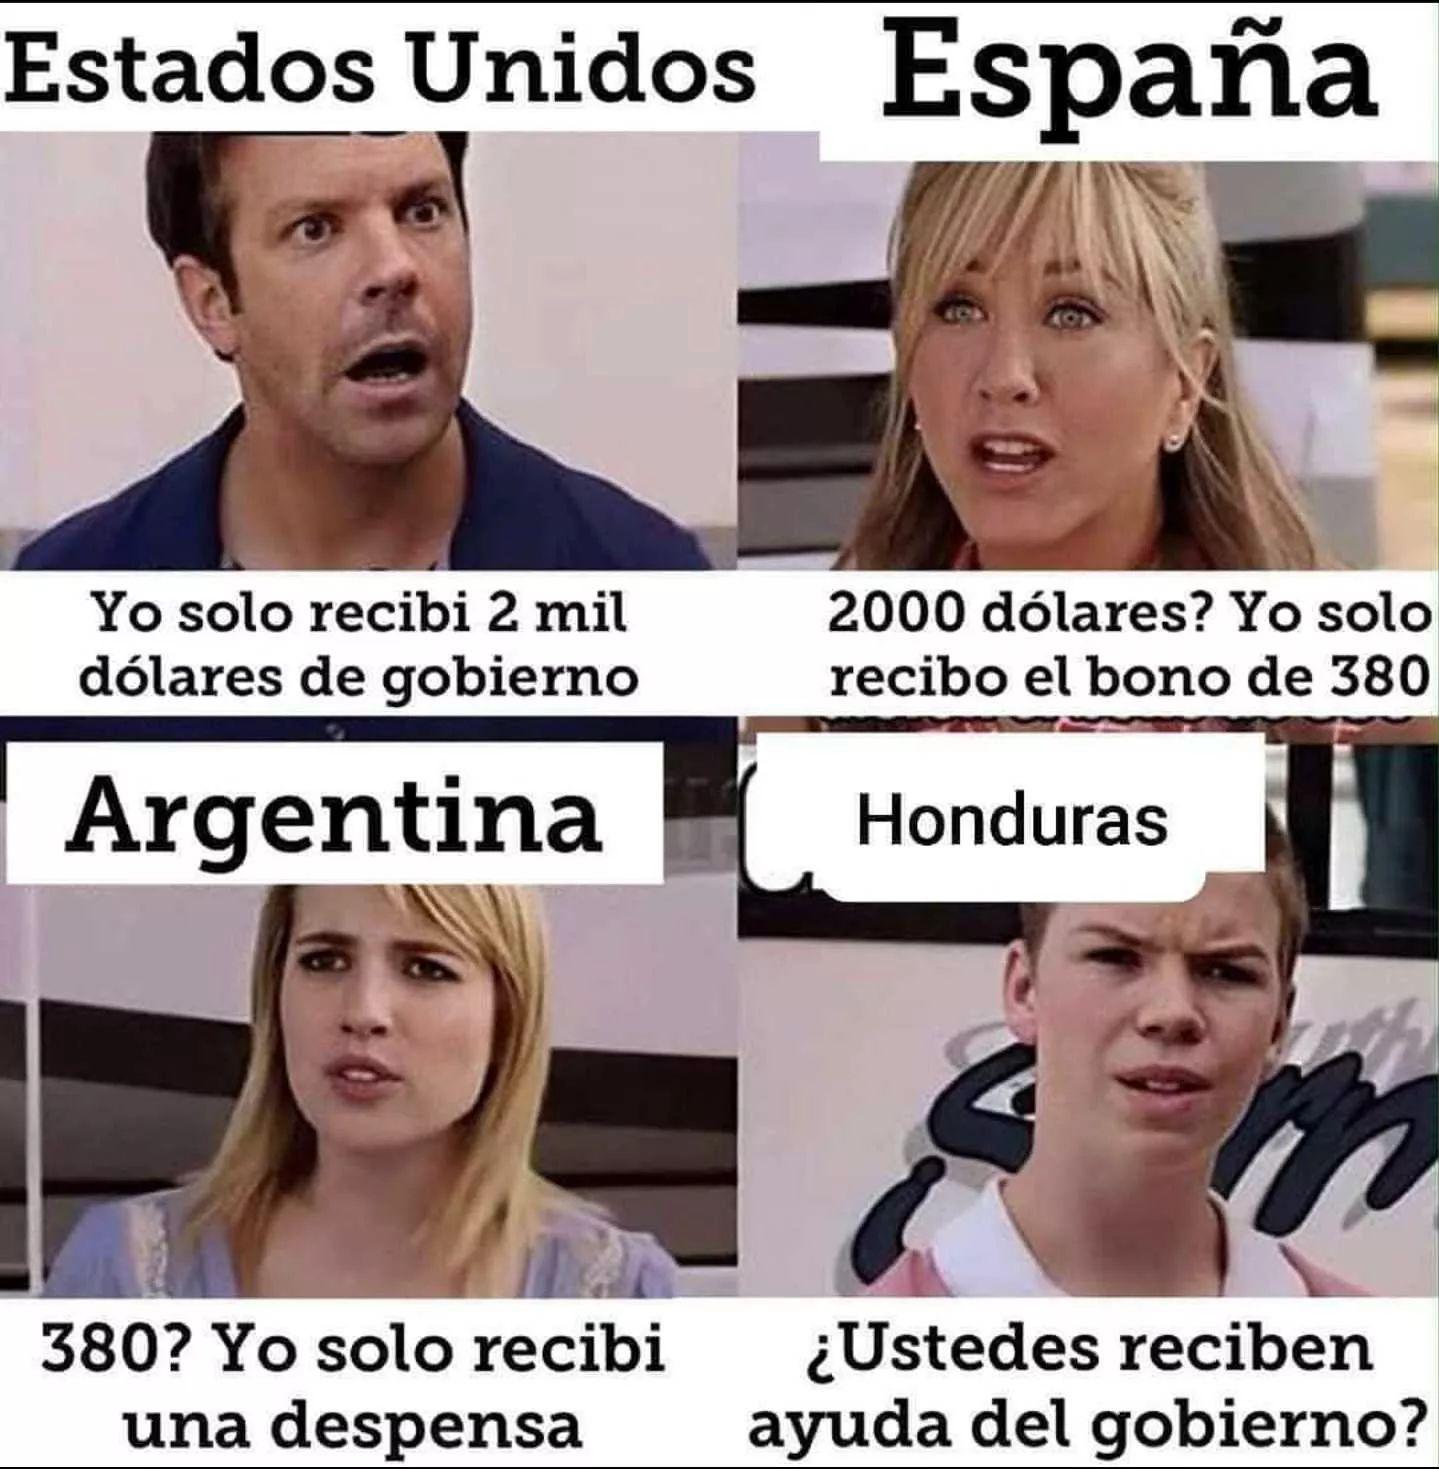 Estados Unidos
España
Yo solo recibi 2 mil
dólares de gobierno
2000 dólares? Yo solo
recibo el bono de 380
Argentina
Honduras
380? Yo solo recibi
una despensa
¿Ustedes reciben
ayuda del gobierno?